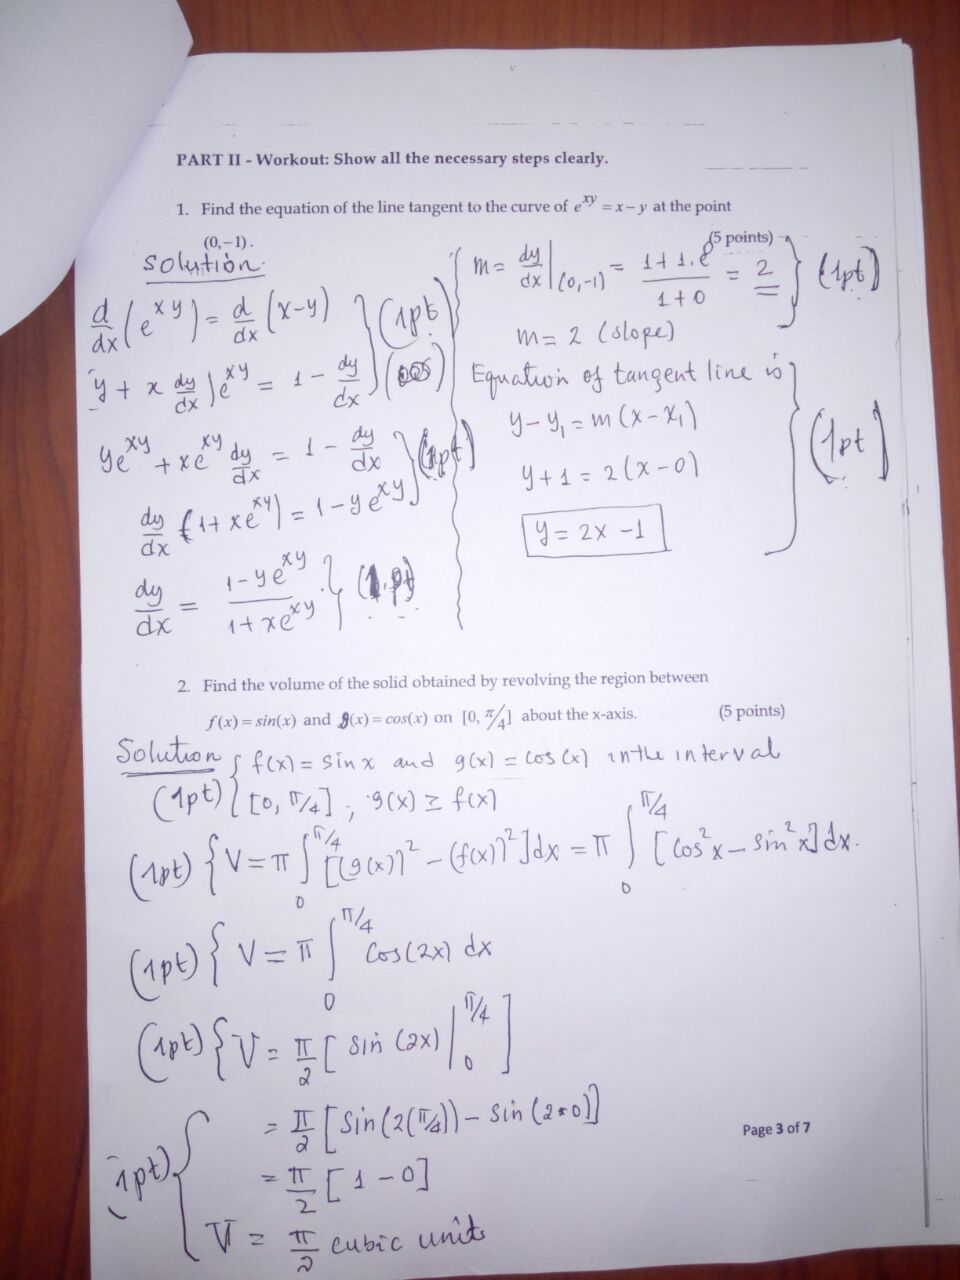 PART II - Workout: Show all the necessary steps clearly.
1. Find the equation of the line tangent to the curve of e^{xy} = x - y at the point
(0,-1). (5 points)
Solution:
d/dx (e^{xy}) = d/dx (x-y) (1pt)
y + x dy/dx) e^{xy} = 1 - dy/dx
ye^{xy} + xe^{xy} dy/dx = 1 - dy/dx (1pt)
dy/dx (1 + xe^{xy}) = 1 - ye^{xy}
dy/dx = (1 - ye^{xy})/(1 + xe^{xy}) (1pt)
m = dy/dx |(0,-1) = (1 + 1.e^0)/(1 + 0) = 2 (1pt)
m = 2 (slope)
Equation of tangent line is
y - y₁ = m(x - x₁)
y + 1 = 2(x - 0) (1pt)
y = 2x - 1
2. Find the volume of the solid obtained by revolving the region between
f(x) = sin(x) and g(x) = cos(x) on [0, π/4] about the x-axis. (5 points)
Solution
f(x) = sin x and g(x) = cos(x) in the interval
(1pt) [0, π/4], g(x) ≥ f(x)
(1pt) V = π ∫₀^{π/4} [(g(x))² - (f(x))²] dx = π ∫₀^{π/4} [cos²x - sin²x] dx.
(1pt) V = π ∫₀^{π/4} cos(2x) dx
(1pt) V = π/2 [sin(2x) |₀^{π/4}]
= π/2 [sin(2(π/4)) - sin(2*0)]
(1pt) = π/2 [1 - 0]
V = π/2 cubic units
Page 3 of 7